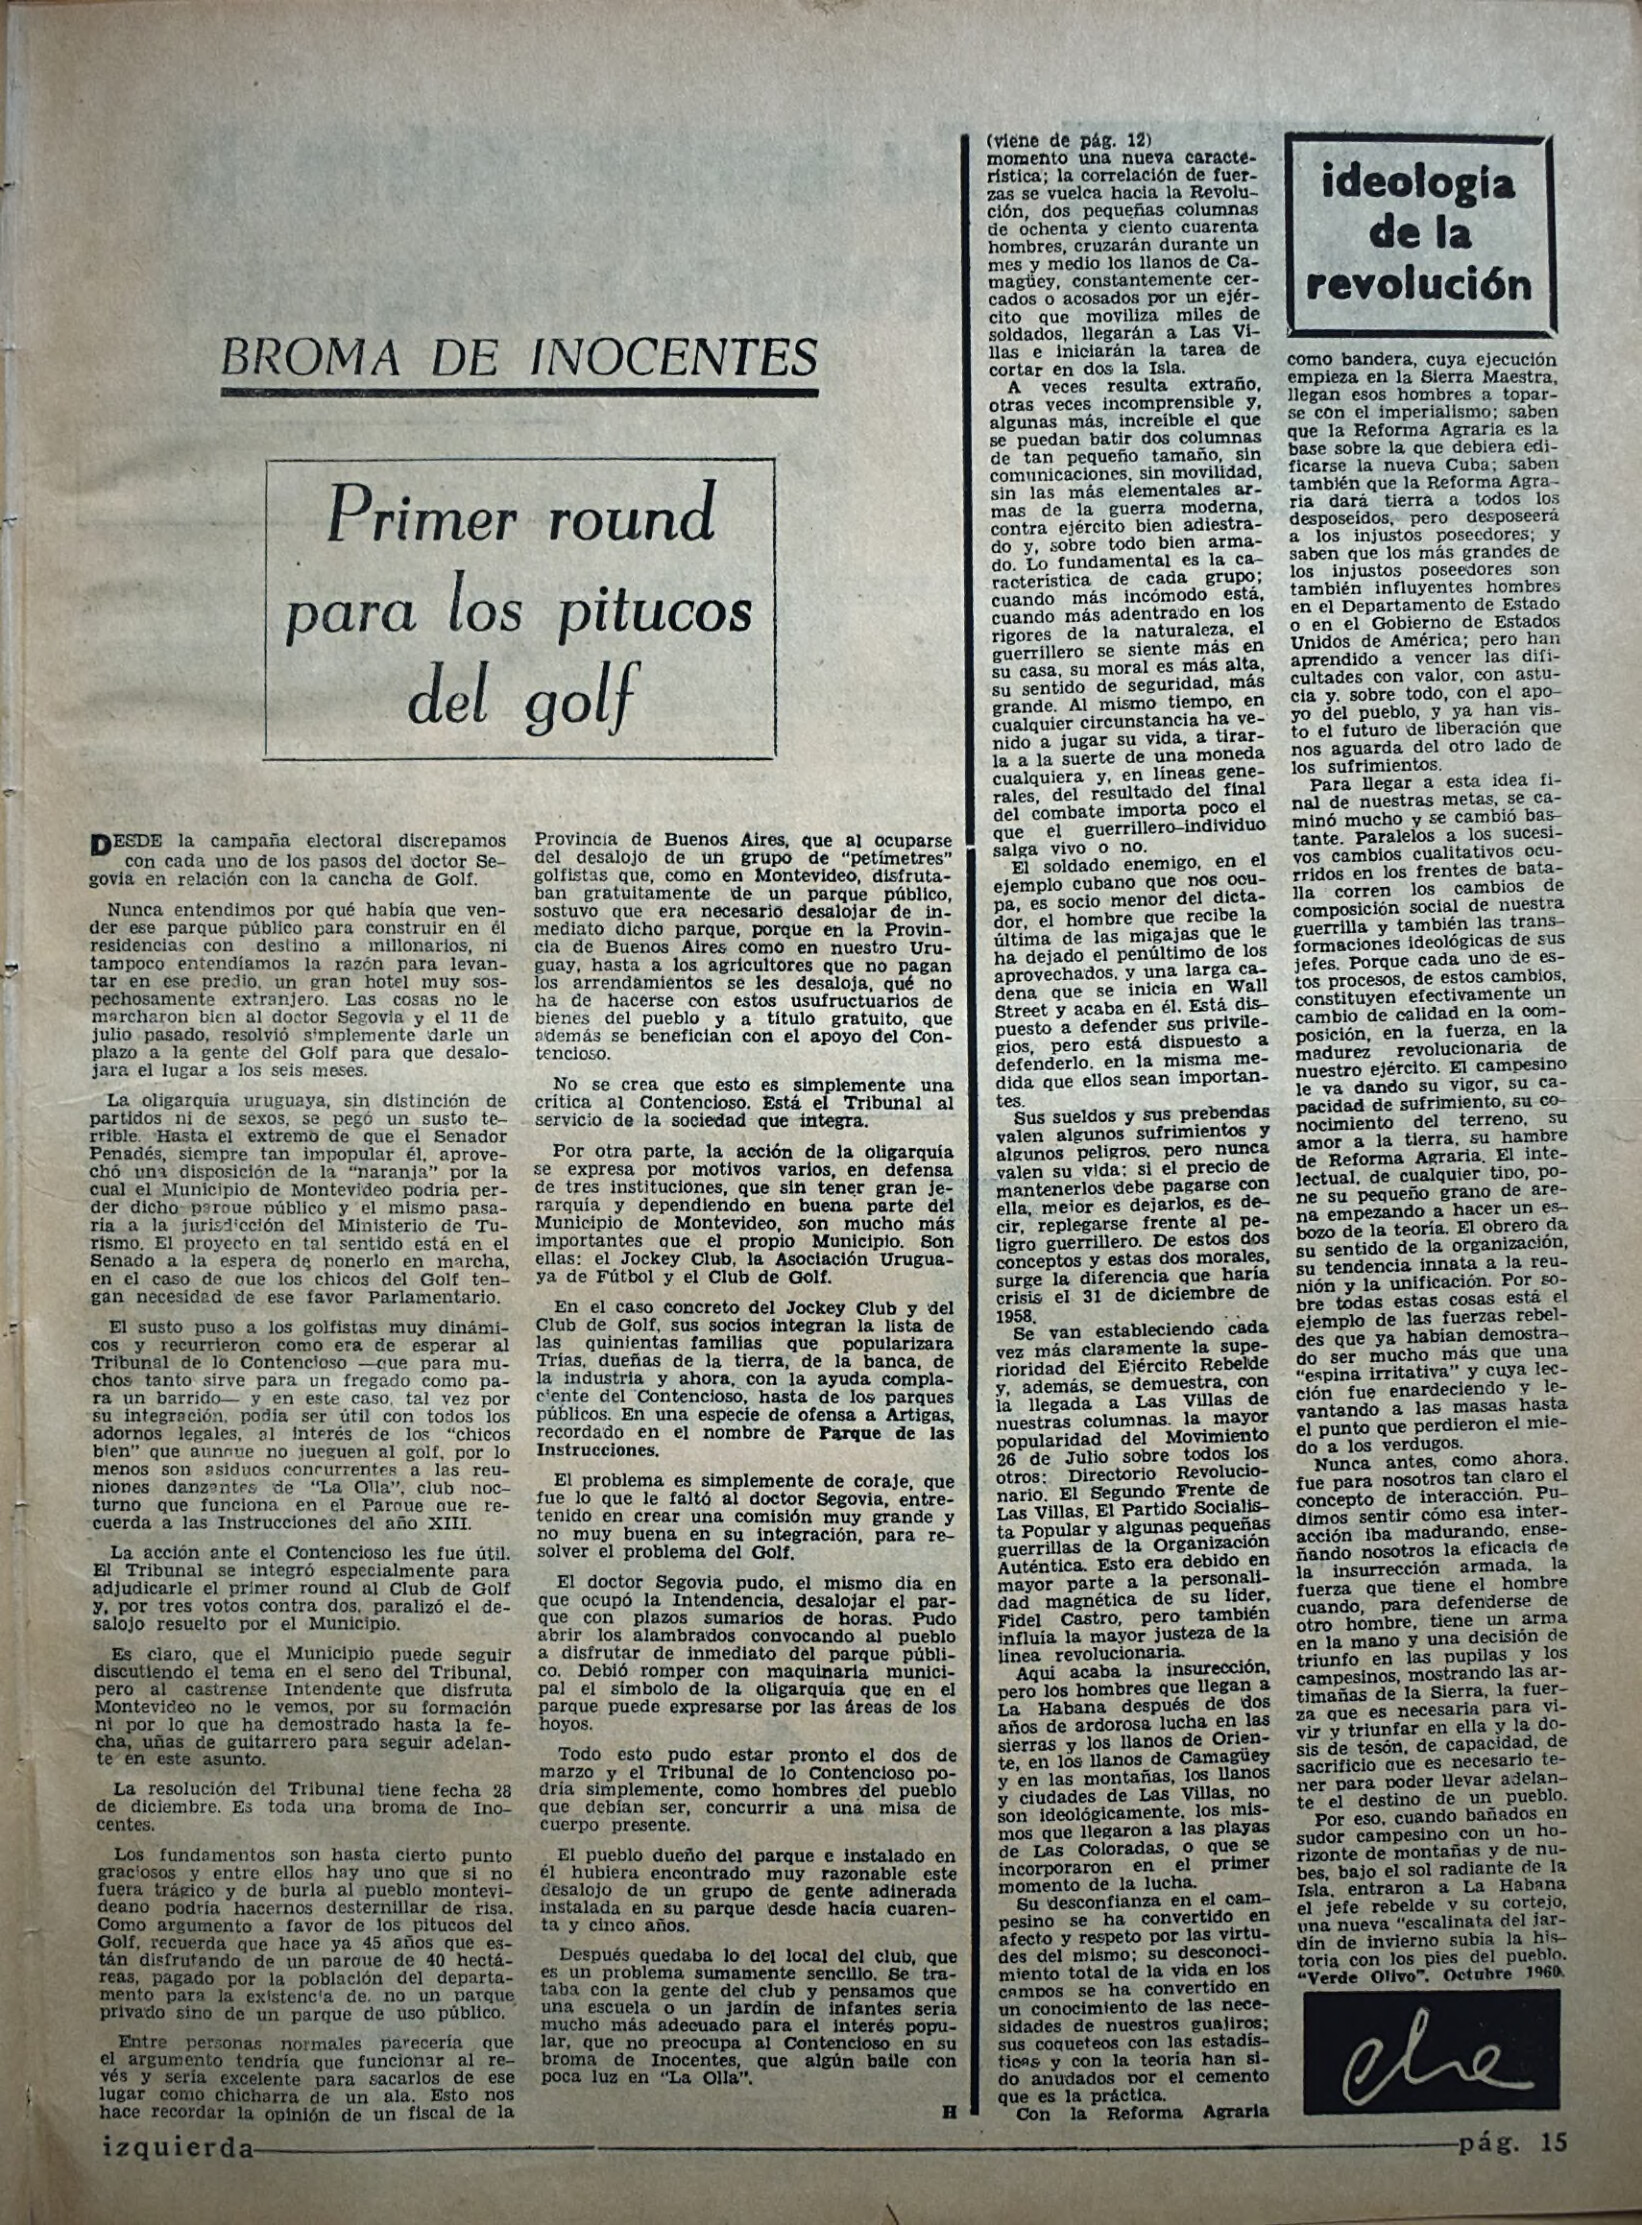 BROMA DE INOCENTES
Primer round
para los pitucos
del golf
DESDE la campaña electoral discrepamos
con cada uno de los pasos del doctor Se-
govia en relación con la cancha de Golf.
Nunca entendimos por qué había que ven-
der ese parque público para construir en él
residencias con destino a millonarios, ni
tampoco entendíamos la razón para levan-
tar en ese predio, un gran hotel muy sos-
pechosamente extranjero. Las cosas no le
marcharon bien al doctor Segovia y el 11 de
julio pasado, resolvió simplemente darle un
plazo a la gente del Golf para que desalo-
jara el lugar a los seis meses.
La oligarquía uruguaya, sin distinción de
partidos ni de sexos, se pegó un susto te-
rrible. Hasta el extremo de que el Senador
Penadés, siempre tan impopular él, aprove-
chó una disposición de la "naranja" por la
cual el Municipio de Montevideo podría per-
der dicho parque público y el mismo pasa-
ría a la jurisdicción del Ministerio de Tu-
rismo. El proyecto en tal sentido está en el
Senado a la espera de ponerlo en marcha,
en el caso de que los chicos del Golf ten-
gan necesidad de ese favor Parlamentario.
El susto puso a los golfistas muy dinámi-
cos y recurrieron como era de esperar al
Tribunal de lo Contencioso —que para mu-
chos tanto sirve para un fregado como pa-
ra un barrido— y en este caso, tal vez por
su integración, podía ser útil con todos los
adornos legales, al interés de los "chicos
bien" que aunque no jueguen al golf, por lo
menos son asiduos concurrentes a las reu-
niones danzantes de "La Olla", club noc-
turno que funciona en el Parque que re-
cuerda a las Instrucciones del año XIII.
La acción ante el Contencioso les fue útil.
El Tribunal se integró especialmente para
adjudicarle el primer round al Club de Golf
y, por tres votos contra dos, paralizó el de-
salojo resuelto por el Municipio.
Es claro, que el Municipio puede seguir
discutiendo el tema en el seno del Tribunal,
pero al castrense Intendente que disfruta
Montevideo no le vemos, por su formación
ni por lo que ha demostrado hasta la fe-
cha, uñas de guitarrero para seguir adelan-
te en este asunto.
La resolución del Tribunal tiene fecha 28
de diciembre. Es toda una broma de Ino-
centes.
Los fundamentos son hasta cierto punto
graciosos y entre ellos hay uno que si no
fuera trágico y de burla al pueblo montevi-
deano podría hacernos desternillar de risa.
Como argumento a favor de los pitucos del
Golf, recuerda que hace ya 45 años que es-
tán disfrutando de un parque de 40 hectá-
reas, pagado por la población del departa-
mento para la existencia de, no un parque
privado sino de un parque de uso público.
Entre personas normales parecería que
el argumento tendría que funcionar al re-
vés y sería excelente para sacarlos de ese
lugar como chicharra de un ala. Esto nos
hace recordar la opinión de un fiscal de la
Provincia de Buenos Aires, que al ocuparse
del desalojo de un grupo de "petimetres"
golfistas que, como en Montevideo, disfruta-
ban gratuitamente de un parque público,
sostuvo que era necesario desalojar de in-
mediato dicho parque, porque en la Provin-
cia de Buenos Aires como en nuestro Uru-
guay, hasta a los agricultores que no pagan
los arrendamientos se les desaloja, qué no
ha de hacerse con estos usufructuarios de
bienes del pueblo y a título gratuito, que
además se benefician con el apoyo del Con-
tencioso.
No se crea que esto es simplemente una
crítica al Contencioso. Está el Tribunal al
servicio de la sociedad que integra.
Por otra parte, la acción de la oligarquía
se expresa por motivos varios, en defensa
de tres instituciones, que sin tener gran je-
rarquía y dependiendo en buena parte del
Municipio de Montevideo, son mucho más
importantes que el propio Municipio. Son
ellas: el Jockey Club, la Asociación Urugua-
ya de Fútbol y el Club de Golf.
En el caso concreto del Jockey Club y del
Club de Golf, sus socios integran la lista de
las quinientas familias que popularizara
Trías, dueñas de la tierra, de la banca, de
la industria y ahora, con la ayuda compla-
ciente del Contencioso, hasta de los parques
públicos. En una especie de ofensa a Artigas,
recordado en el nombre de Parque de las
Instrucciones.
El problema es simplemente de coraje, que
fue lo que le faltó al doctor Segovia, entre-
tenido en crear una comisión muy grande y
no muy buena en su integración, para re-
solver el problema del Golf.
El doctor Segovia pudo, el mismo día en
que ocupó la Intendencia, desalojar el par-
que con plazos sumarios de horas. Pudo
abrir los alambrados convocando al pueblo
a disfrutar de inmediato del parque públi-
co. Debió romper con maquinaria munici-
pal el símbolo de la oligarquía que en el
parque puede expresarse por las áreas de los
hoyos.
Todo esto pudo estar pronto el dos de
marzo y el Tribunal de lo Contencioso po-
dría simplemente, como hombres del pueblo
que debían ser, concurrir a una misa de
cuerpo presente.
El pueblo dueño del parque e instalado en
él hubiera encontrado muy razonable este
desalojo de un grupo de gente adinerada
instalada en su parque desde hacía cuaren-
ta y cinco años.
Después quedaba lo del local del club, que
es un problema sumamente sencillo. Se tra-
taba con la gente del club y pensamos que
una escuela o un jardín de infantes sería
mucho más adecuado para el interés popu-
lar, que no preocupa al Contencioso en su
broma de Inocentes, que algún baile con
poca luz en "La Olla".
H
(viene de pág. 12)
momento una nueva caracte-
rística; la correlación de fuer-
zas se vuelca hacia la Revolu-
ción, dos pequeñas columnas
de ochenta y ciento cuarenta
hombres, cruzarán durante un
mes y medio los llanos de Ca-
magüey, constantemente cer-
cados o acosados por un ejér-
cito que moviliza miles de
soldados, llegarán a Las Vi-
llas e iniciarán la tarea de
cortar en dos la Isla.
A veces resulta extraño,
otras veces incomprensible y,
algunas más, increíble el que
se puedan batir dos columnas
de tan pequeño tamaño, sin
comunicaciones, sin movilidad,
sin las más elementales ar-
mas de la guerra moderna,
contra ejército bien adiestra-
do y, sobre todo bien arma-
do. Lo fundamental es la ca-
racterística de cada grupo;
cuando más incómodo está,
cuando más adentrado en los
rigores de la naturaleza, el
guerrillero se siente más en
su casa, su moral es más alta,
su sentido de seguridad, más
grande. Al mismo tiempo, en
cualquier circunstancia ha ve-
nido a jugar su vida, a tirar-
la a la suerte de una moneda
cualquiera y, en líneas gene-
rales, del resultado del final
del combate importa poco el
que el guerrillero-individuo
salga vivo o no.
El soldado enemigo, en el
ejemplo cubano que nos ocu-
pa, es socio menor del dicta-
dor, el hombre que recibe la
última de las migajas que le
ha dejado el penúltimo de los
aprovechados, y una larga ca-
dena que se inicia en Wall
Street y acaba en él. Está dis-
puesto a defender sus privile-
gios, pero está dispuesto a
defenderlo, en la misma me-
dida que ellos sean importan-
tes.
Sus sueldos y sus prebendas
valen algunos sufrimientos y
algunos peligros, pero nunca
valen su vida; si el precio de
mantenerlos debe pagarse con
ella, mejor es dejarlos, es de-
cir, replegarse frente al pe-
ligro guerrillero. De estos dos
conceptos y estas dos morales,
surge la diferencia que haría
crisis el 31 de diciembre de
1958.
Se van estableciendo cada
vez más claramente la supe-
rioridad del Ejército Rebelde
y, además, se demuestra, con
la llegada a Las Villas de
nuestras columnas, la mayor
popularidad del Movimiento
26 de Julio sobre todos los
otros: Directorio Revolucio-
nario, El Segundo Frente de
Las Villas, El Partido Socialis-
ta Popular y algunas pequeñas
guerrillas de la Organización
Auténtica. Esto era debido en
mayor parte a la personali-
dad magnética de su líder,
Fidel Castro, pero también
influía la mayor justeza de la
línea revolucionaria.
Aquí acaba la insurección,
pero los hombres que llegan a
La Habana después de dos
años de ardorosa lucha en las
sierras y los llanos de Orien-
te, en los llanos de Camagüey
y en las montañas, los llanos
y ciudades de Las Villas, no
son ideológicamente, los mis-
mos que llegaron a las playas
de Las Coloradas, o que se
incorporaron en el primer
momento de la lucha.
Su desconfianza en el cam-
pesino se ha convertido en
afecto y respeto por las virtu-
des del mismo; su desconoci-
miento total de la vida en los
campos se ha convertido en
un conocimiento de las nece-
sidades de nuestros guajiros;
sus coqueteos con las estadís-
ticas y con la teoría han si-
do anudados por el cemento
que es la práctica.
Con la Reforma Agraria
ideología
de la
revolución
como bandera, cuya ejecución
empieza en la Sierra Maestra,
llegan esos hombres a topar-
se con el imperialismo; saben
que la Reforma Agraria es la
base sobre la que debiera edi-
ficarse la nueva Cuba; saben
también que la Reforma Agra-
ria dará tierra a todos los
desposeídos, pero desposeerá
a los injustos poseedores; y
saben que los más grandes de
los injustos poseedores son
también influyentes hombres
en el Departamento de Estado
o en el Gobierno de Estados
Unidos de América; pero han
aprendido a vencer las difi-
cultades con valor, con astu-
cia y, sobre todo, con el apo-
yo del pueblo, y ya han vis-
to el futuro de liberación que
nos aguarda del otro lado de
los sufrimientos.
Para llegar a esta idea fi-
nal de nuestras metas, se ca-
minó mucho y se cambió bas-
tante. Paralelos a los sucesi-
vos cambios cualitativos ocu-
rridos en los frentes de bata-
lla corren los cambios de
composición social de nuestra
guerrilla y también las trans-
formaciones ideológicas de sus
jefes. Porque cada uno de es-
tos procesos, de estos cambios,
constituyen efectivamente un
cambio de calidad en la com-
posición, en la fuerza, en la
madurez revolucionaria de
nuestro ejército. El campesino
le va dando su vigor, su ca-
pacidad de sufrimiento, su co-
nocimiento del terreno, su
amor a la tierra, su hambre
de Reforma Agraria. El inte-
lectual, de cualquier tipo, po-
ne su pequeño grano de are-
na empezando a hacer un es-
bozo de la teoría. El obrero da
su sentido de la organización,
su tendencia innata a la reu-
nión y la unificación. Por so-
bre todas estas cosas está el
ejemplo de las fuerzas rebel-
des que ya habían demostra-
do ser mucho más que una
"espina irritativa" y cuya lec-
ción fue enardeciendo y le-
vantando a las masas hasta
el punto que perdieron el mie-
do a los verdugos.
Nunca antes, como ahora,
fue para nosotros tan claro el
concepto de interacción. Pu-
dimos sentir cómo esa inter-
acción iba madurando, ense-
ñando nosotros la eficacia de
la insurrección armada, la
fuerza que tiene el hombre
cuando, para defenderse de
otro hombre, tiene un arma
en la mano y una decisión de
triunfo en las pupilas y los
campesinos, mostrando las ar-
timañas de la Sierra, la fuer-
za que es necesaria para vi-
vir y triunfar en ella y la do-
sis de tesón, de capacidad, de
sacrificio que es necesario te-
ner para poder llevar adelan-
te el destino de un pueblo.
Por eso, cuando bañados en
sudor campesino con un ho-
rizonte de montañas y de nu-
bes, bajo el sol radiante de la
Isla, entraron a La Habana
el jefe rebelde y su cortejo,
una nueva "escalinata del jar-
dín de invierno subía la his-
toria con los pies del pueblo.
"Verde Olivo". Octubre 1960.
che
izquierda
pág. 15